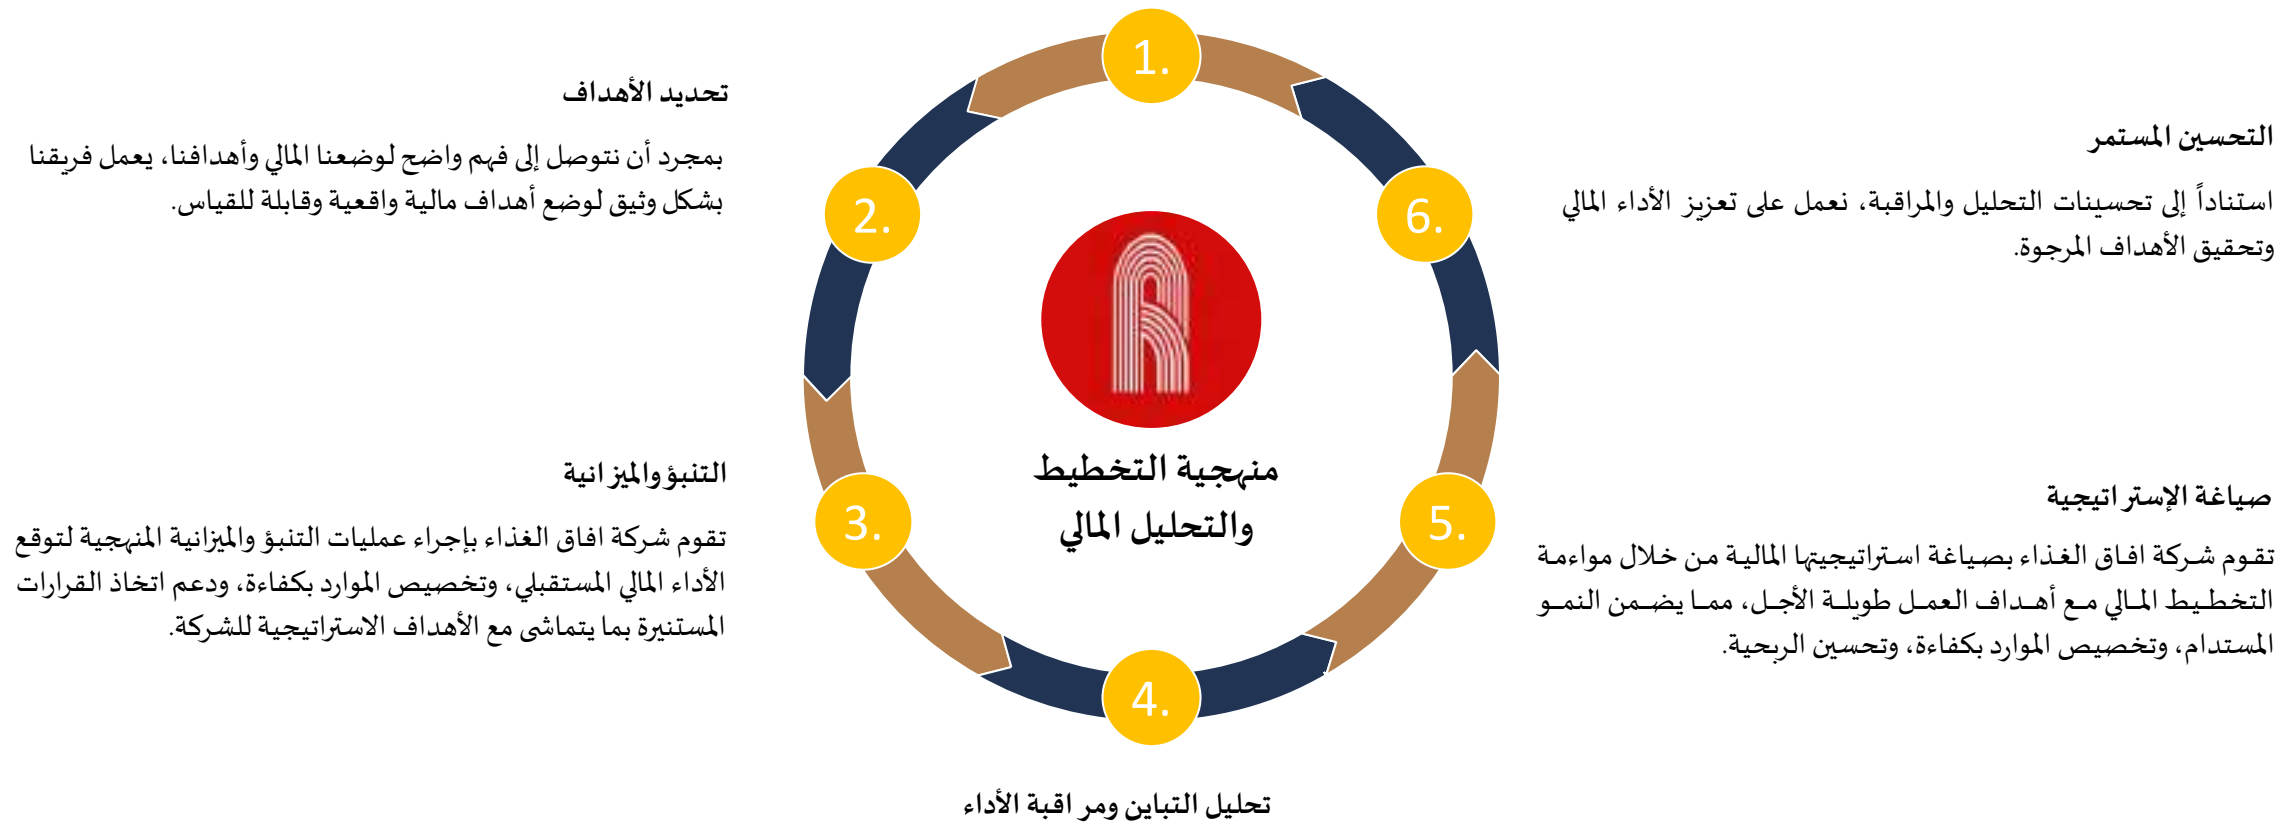 1.
تحديد الأهداف
بمجرد أن نتوصل إلى فهم واضح لوضعنا المالي وأهدافنا، يعمل فريقنا
بشكل وثيق لوضع أهداف مالية واقعية وقابلة للقياس.
2.
التنبؤ والميزانية
تقوم شركة افاق الغذاء بإجراء عمليات التنبؤ والميزانية المنهجية لتوقع
الأداء المالي المستقبلي، وتخصيص الموارد بكفاءة، ودعم اتخاذ القرارات
المستنيرة بما يتماشى مع الأهداف الاستراتيجية للشركة.
3.
منهجية التخطيط
والتحليل المالي
4.
تحليل التباين ومراقبة الأداء
5.
صياغة الإستراتيجية
تقوم شركة افاق الغذاء بصياغة استراتيجيتها المالية من خلال مواءمة
التخطيط المالي مع أهداف العمل طويلة الأجل، مما يضمن النمو
المستدام، وتخصيص الموارد بكفاءة، وتحسين الربحية.
6.
التحسين المستمر
استناداً إلى تحسينات التحليل والمراقبة، نعمل على تعزيز الأداء المالي
وتحقيق الأهداف المرجوة.